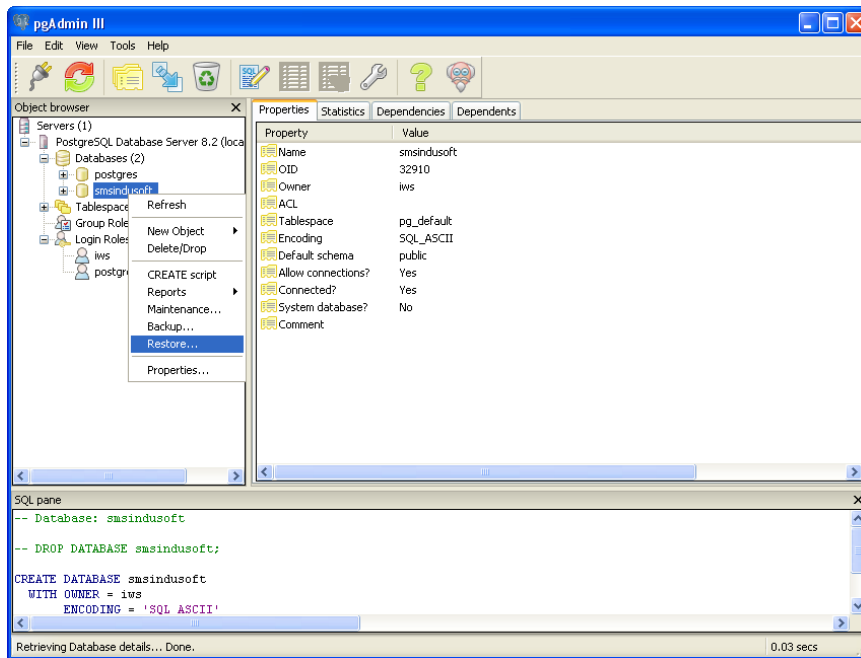 pgAdmin III
File Edit View Tools Help
SQL
Object browser
Servers (1)
PostgreSQL Database Server 8.2 (loca
Databases (2)
postgres
smsindusoft
Tablespace
Group Role
Login Roles
iws
postgre
Refresh
New Object
Delete/Drop
CREATE script
Reports
Maintenance...
Backup...
Restore...
Properties...
Properties Statistics Dependencies Dependents
Property Value
Name smsindusoft
OID 32910
Owner iws
ACL
Tablespace pg_default
Encoding SQL_ASCII
Default schema public
Allow connections? Yes
Connected? Yes
System database? No
Comment
SQL pane
-- Database: smsindusoft
-- DROP DATABASE smsindusoft;
CREATE DATABASE smsindusoft
WITH OWNER = iws
ENCODING = 'SQL_ASCII'
Retrieving Database details... Done. 0.03 secs